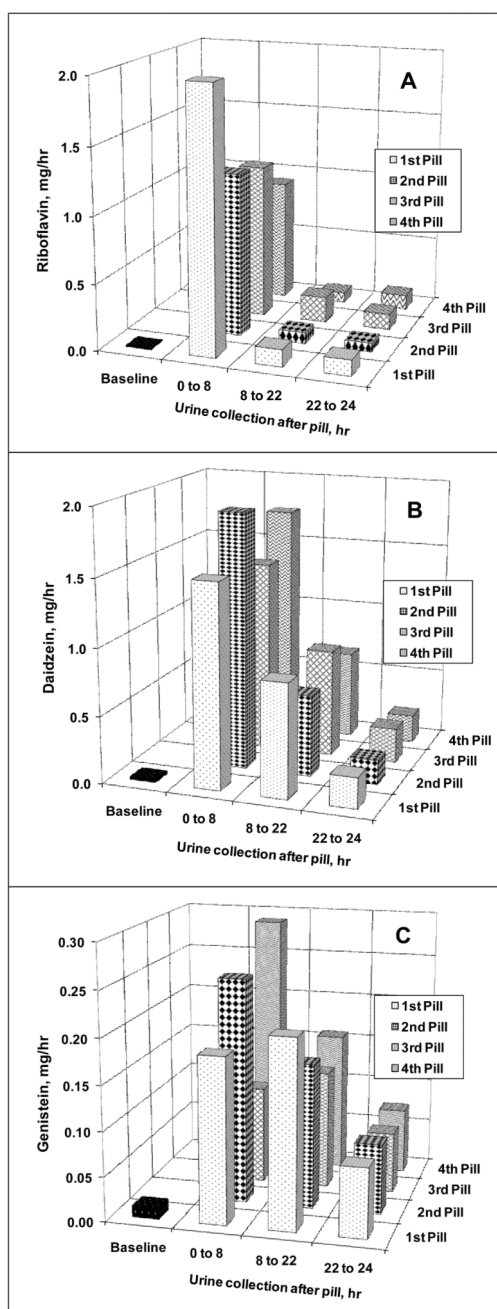 A
2.0
1.5
1.0
0.5
0.0
Riboflavin, mg/hr
1st Pill
2nd Pill
3rd Pill
4th Pill
4th Pill
3rd Pill
2nd Pill
1st Pill
Baseline
0 to 8
8 to 22
22 to 24
Urine collection after pill, hr
B
2.0
1.5
1.0
0.5
0.0
Daidzein, mg/hr
1st Pill
2nd Pill
3rd Pill
4th Pill
4th Pill
3rd Pill
2nd Pill
1st Pill
Baseline
0 to 8
8 to 22
22 to 24
Urine collection after pill, hr
C
0.30
0.25
0.20
0.15
0.10
0.05
0.00
Genistein, mg/hr
1st Pill
2nd Pill
3rd Pill
4th Pill
4th Pill
3rd Pill
2nd Pill
1st Pill
Baseline
0 to 8
8 to 22
22 to 24
Urine collection after pill, hr